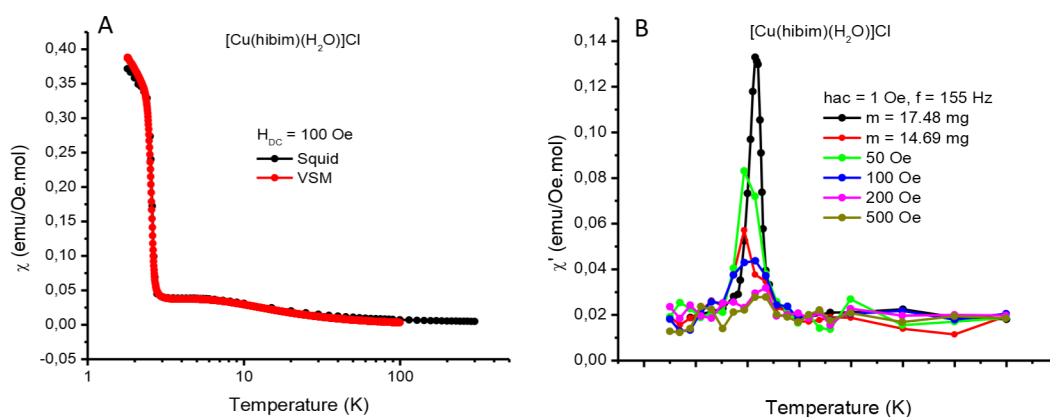 A
[Cu(hibim)(H₂O)]Cl
0,40
0,35
0,30
0,25
0,20
0,15
0,10
0,05
0,00
-0,05
χ (emu/Oe.mol)
H_DC = 100 Oe
Squid
VSM
1
10
100
Temperature (K)
B
[Cu(hibim)(H₂O)]Cl
0,14
0,12
0,10
0,08
0,06
0,04
0,02
0,00
χ' (emu/Oe.mol)
hac = 1 Oe, f = 155 Hz
m = 17.48 mg
m = 14.69 mg
50 Oe
100 Oe
200 Oe
500 Oe
Temperature (K)